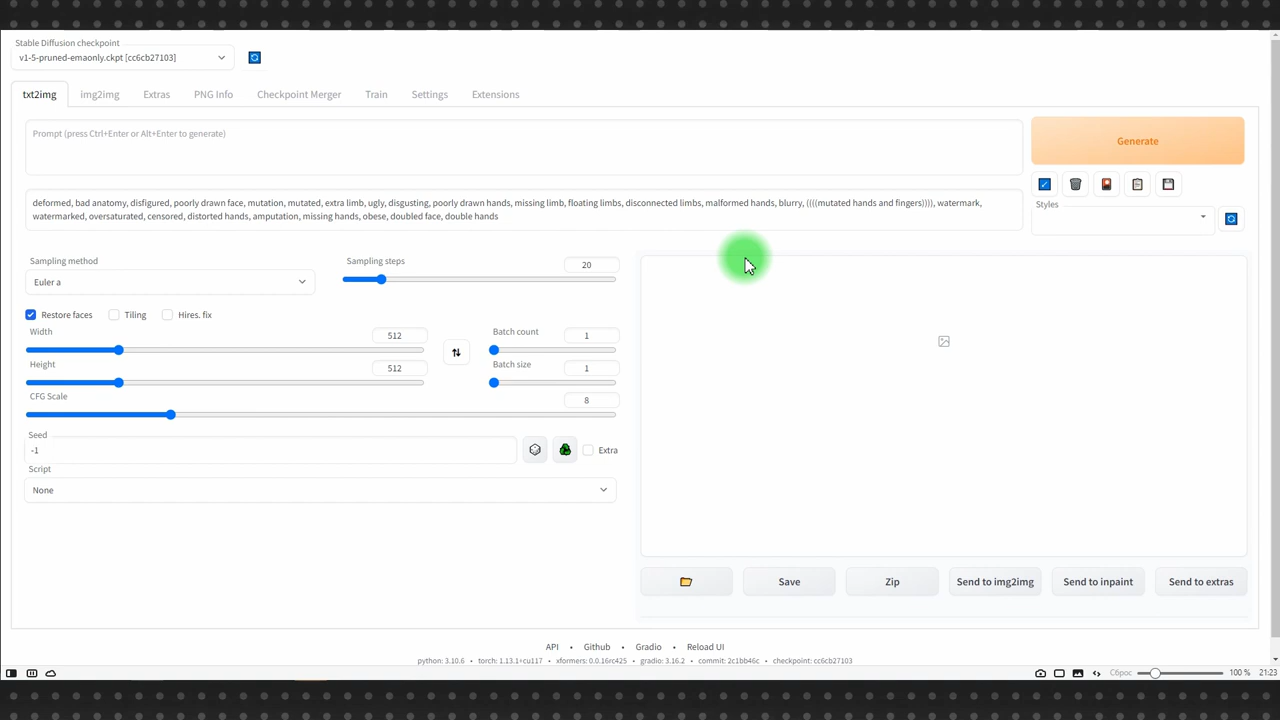 Stable Diffusion checkpoint
v1-5-pruned-emaonly.ckpt [cc6cb27103]
txt2img
img2img
Extras
PNG Info
Checkpoint Merger
Train
Settings
Extensions
Prompt (press Ctrl+Enter or Alt+Enter to generate)
Generate
deformed, bad anatomy, disfigured, poorly drawn face, mutation, mutated, extra limb, ugly, disgusting, poorly drawn hands, missing limb, floating limbs, disconnected limbs, malformed hands, blurry, ((((mutated hands and fingers)))), watermark,
watermarked, oversaturated, censored, distorted hands, amputation, missing hands, obese, doubled face, double hands
Styles
Sampling method
Euler a
Sampling steps
20
Restore faces
Tiling
Hires. fix
Width
512
Batch count
1
Height
512
Batch size
1
CFG Scale
8
Seed
-1
Extra
Script
None
Save
Zip
Send to img2img
Send to inpaint
Send to extras
API • Github • Gradio • Reload UI
python: 3.10.6 • torch: 1.13.1+cu117 • xformers: 0.0.16rc425 • gradio: 3.16.2 • commit: 2c1bb46c • checkpoint: cc6cb27103
Сброс
100 %
21:23